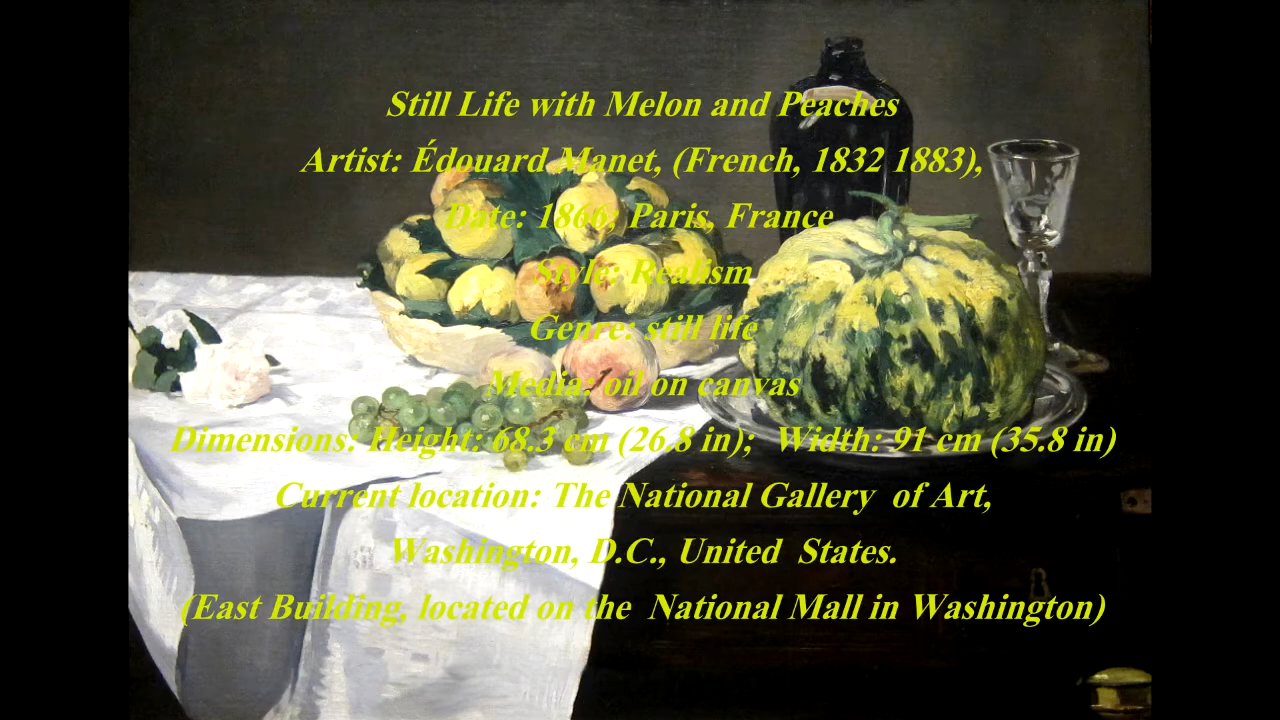 Still Life with Melon and Peaches
Artist: Édouard Manet, (French, 1832 1883),
Date: 1866; Paris, France
Style: Realism
Genre: still life
Media: oil on canvas
Dimensions: Height: 68.3 cm (26.8 in); Width: 91 cm (35.8 in)
Current location: The National Gallery of Art,
Washington, D.C., United States.
(East Building, located on the National Mall in Washington)